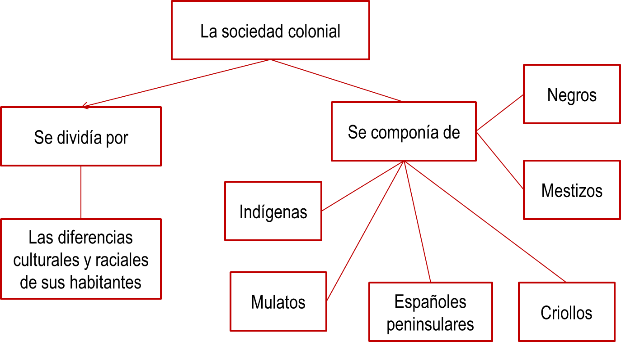 La sociedad colonial
Se dividía por
Las diferencias
culturales y raciales
de sus habitantes
Se componía de
Negros
Mestizos
Indígenas
Mulatos
Españoles
peninsulares
Criollos